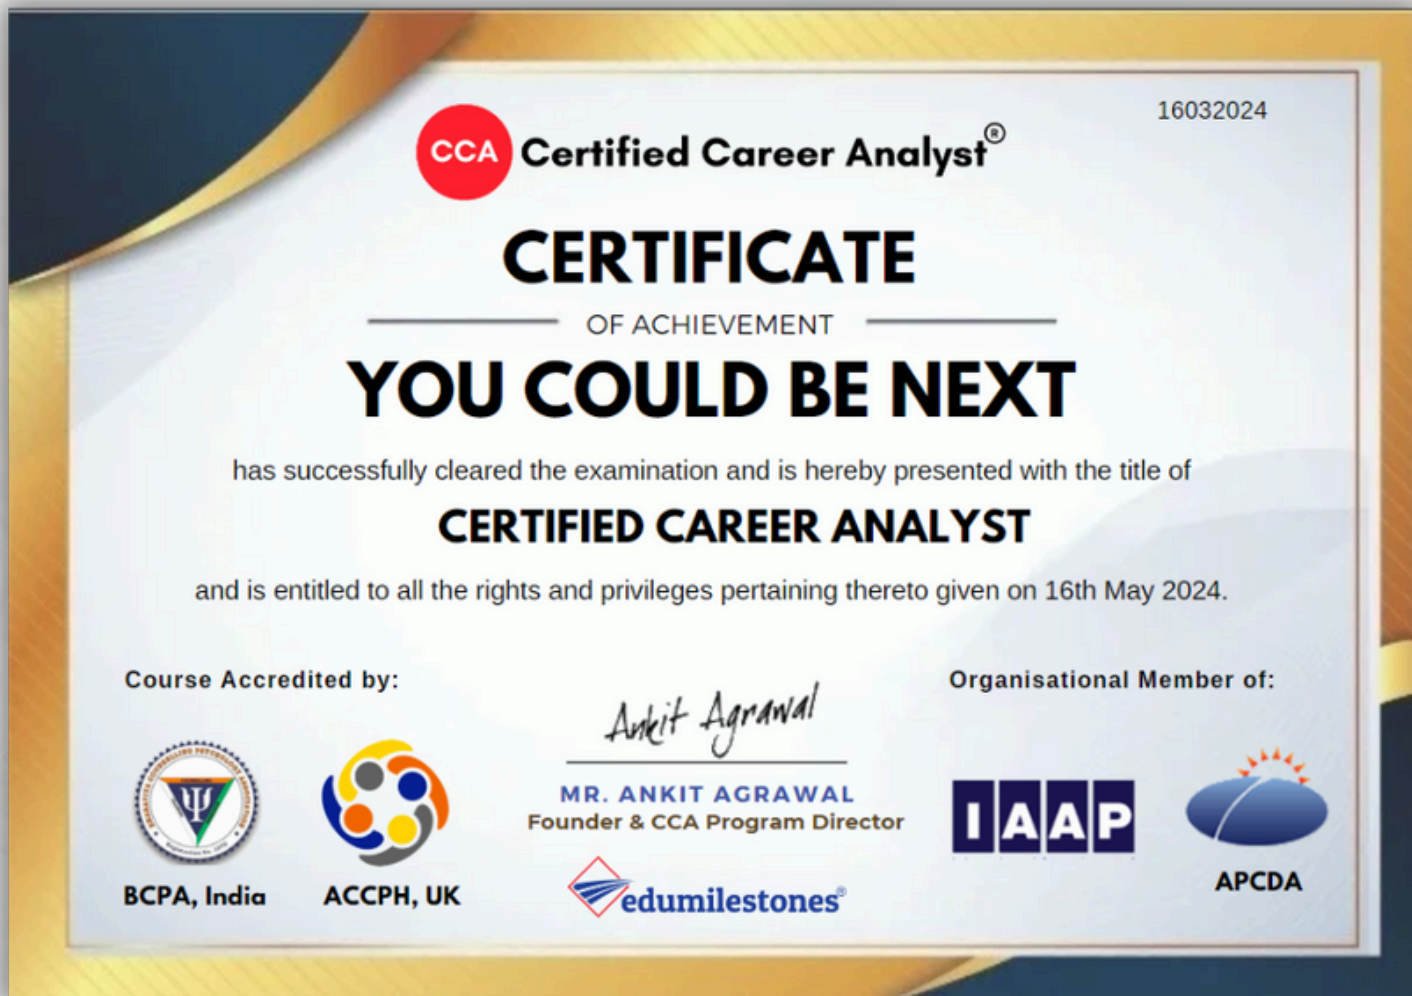 16032024
CCA Certified Career Analyst®
CERTIFICATE
OF ACHIEVEMENT
YOU COULD BE NEXT
has successfully cleared the examination and is hereby presented with the title of
CERTIFIED CAREER ANALYST
and is entitled to all the rights and privileges pertaining thereto given on 16th May 2024.
Course Accredited by:
Ankit Agrawal
Organisational Member of:
MR. ANKIT AGRAWAL
Founder & CCA Program Director
IAAP
BCPA, India
ACCPH, UK
edumilestones®
APCDA